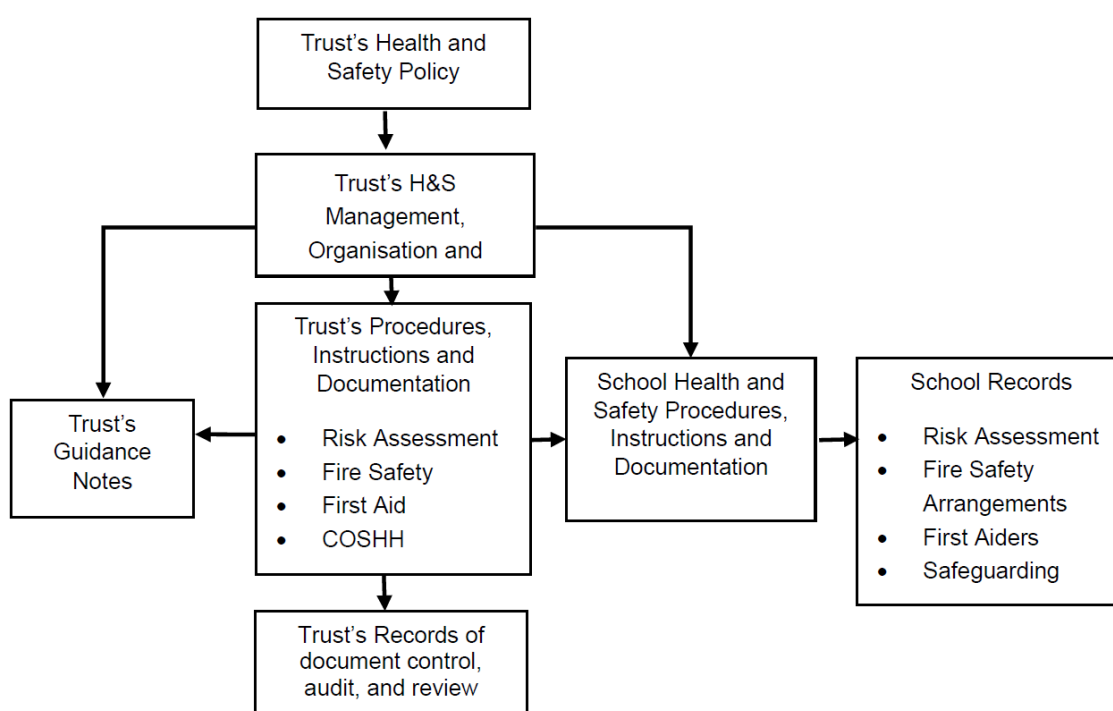 Trust’s Health and
Safety Policy
Trust’s H&S
Management,
Organisation and
Trust’s Procedures,
Instructions and
Documentation
• Risk Assessment
• Fire Safety
• First Aid
• COSHH
Trust’s
Guidance
Notes
School Health and
Safety Procedures,
Instructions and
Documentation
School Records
• Risk Assessment
• Fire Safety
Arrangements
• First Aiders
• Safeguarding
Trust’s Records of
document control,
audit, and review